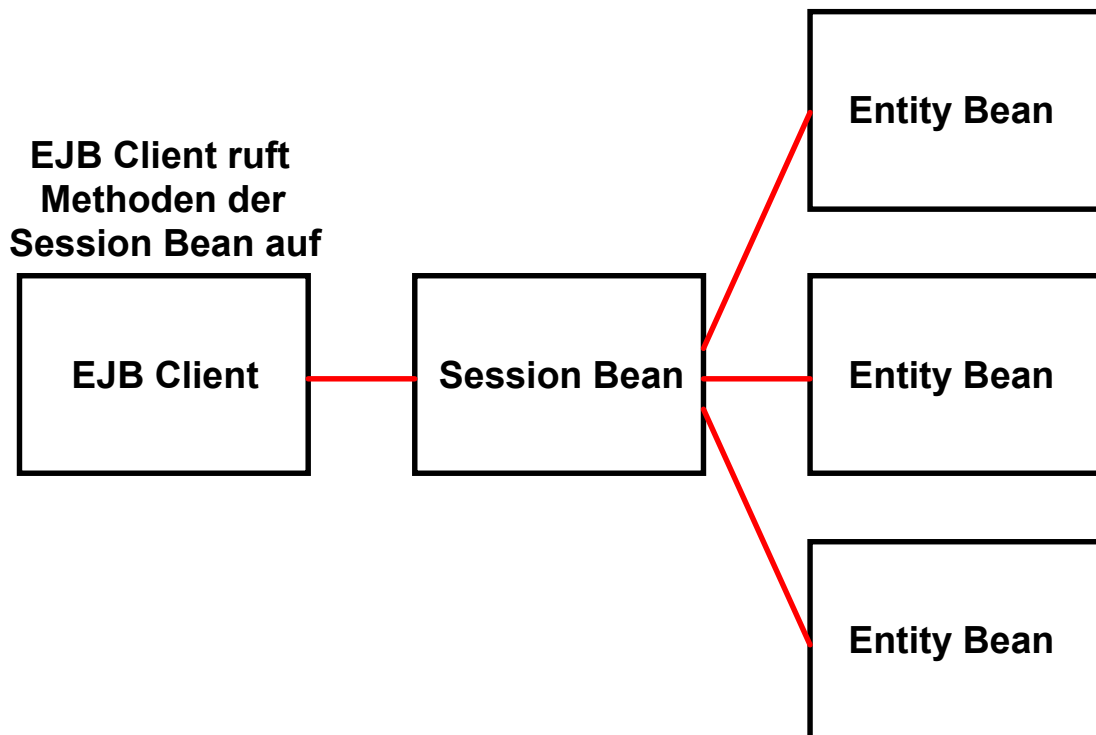 EJB Client ruft
Methoden der
Session Bean auf
EJB Client
Session Bean
Entity Bean
Entity Bean
Entity Bean